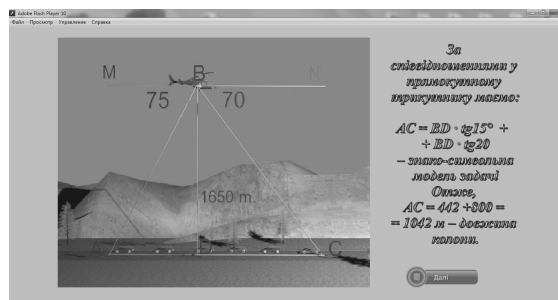 Adobe Flash Player 10
Файл Просмотр Управление Справка
M B N
75 70
1650 m.
A D C
За
співвідношеннями у
прямокутному
трикутнику маємо:
AC = BD · tg15° +
+ BD · tg20
– знако-символьна
модель задачі
Отже,
AC = 442 +800 =
= 1042 м – довжина
колони.
Далі